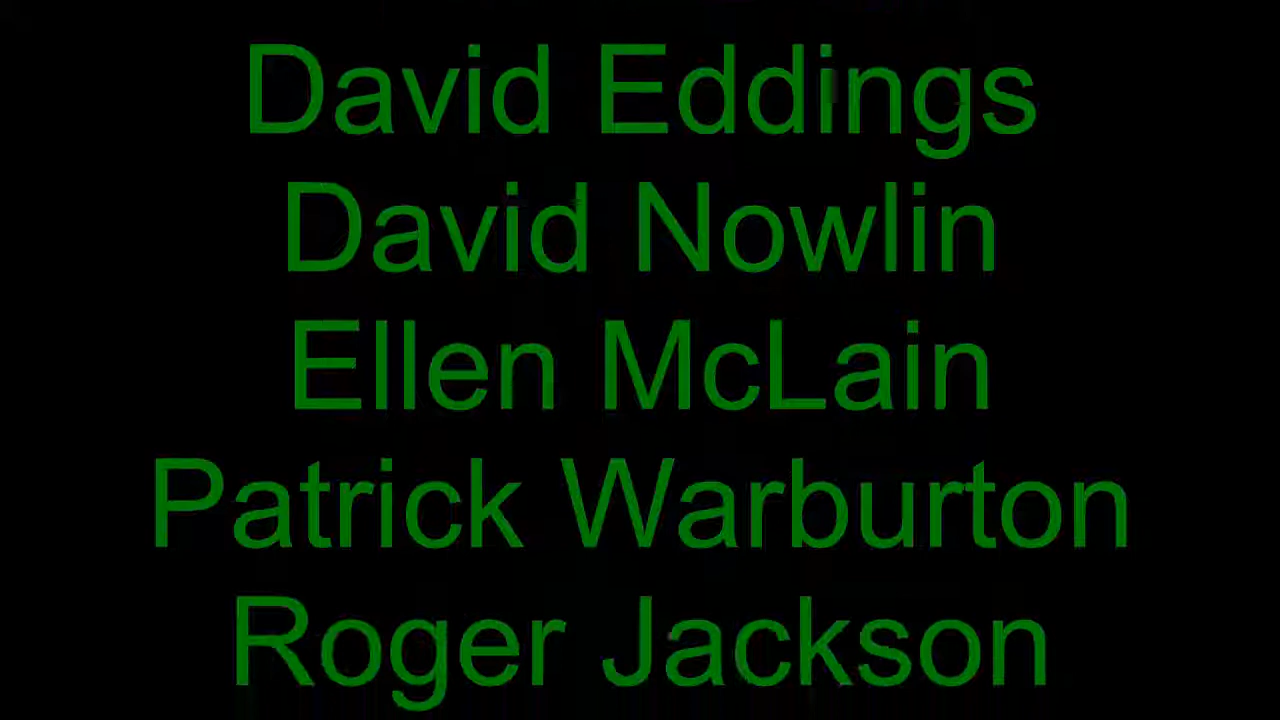 David Eddings
David Nowlin
Ellen McLain
Patrick Warburton
Roger Jackson